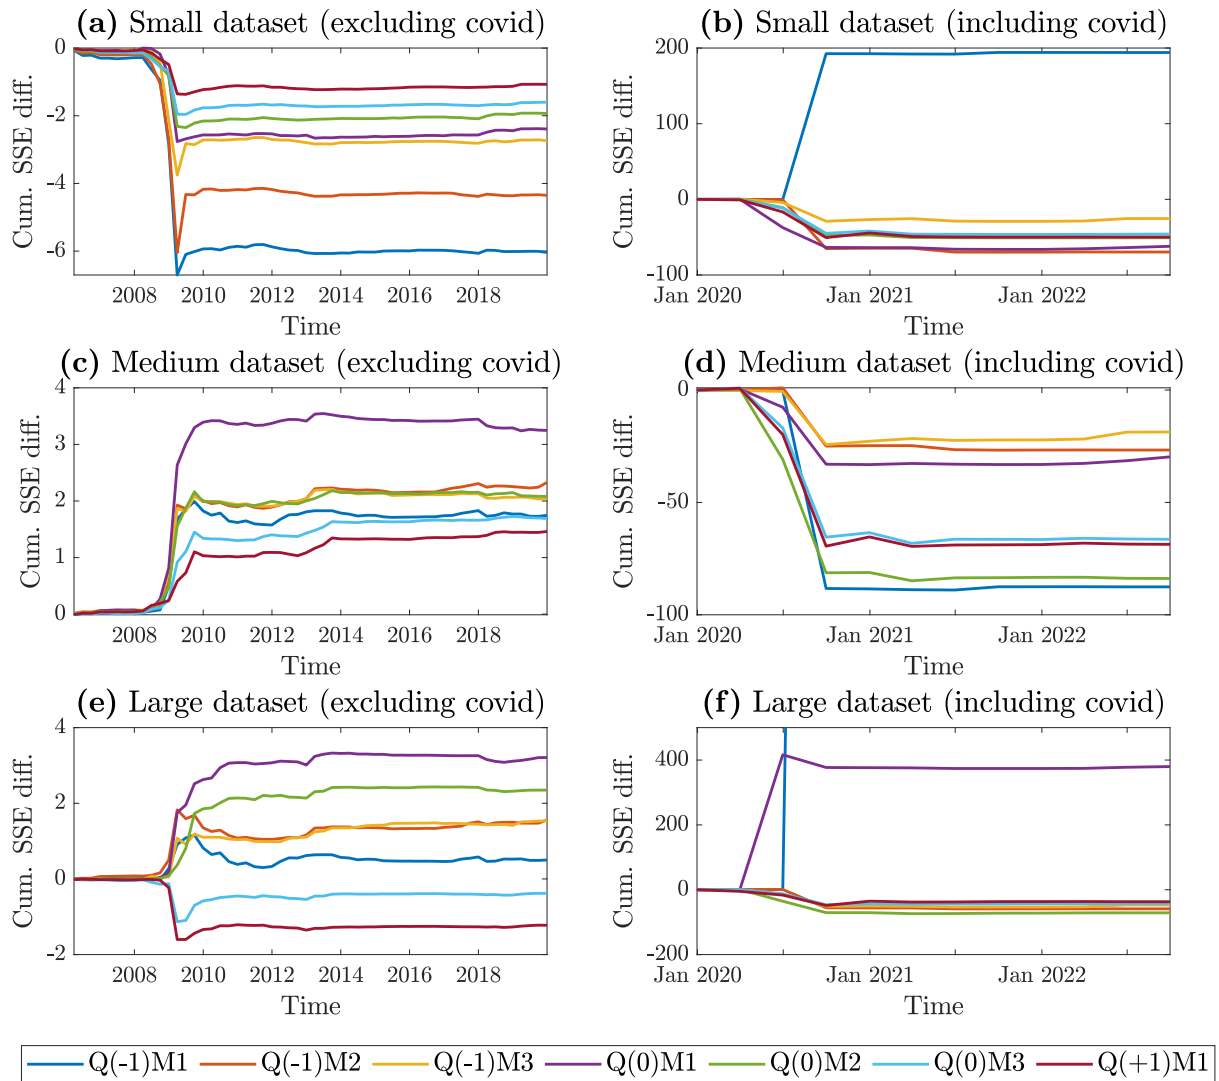 (a) Small dataset (excluding covid)
(b) Small dataset (including covid)
Cum. SSE diff.
0
-2
-4
-6
2008 2010 2012 2014 2016 2018
Time
Cum. SSE diff.
200
100
0
-100
Jan 2020 Jan 2021 Jan 2022
Time
(c) Medium dataset (excluding covid)
(d) Medium dataset (including covid)
Cum. SSE diff.
4
3
2
1
0
2008 2010 2012 2014 2016 2018
Time
Cum. SSE diff.
0
-50
-100
Jan 2020 Jan 2021 Jan 2022
Time
(e) Large dataset (excluding covid)
(f) Large dataset (including covid)
Cum. SSE diff.
4
2
0
-2
2008 2010 2012 2014 2016 2018
Time
Cum. SSE diff.
400
200
0
-200
Jan 2020 Jan 2021 Jan 2022
Time
Q(-1)M1 Q(-1)M2 Q(-1)M3 Q(0)M1 Q(0)M2 Q(0)M3 Q(+1)M1